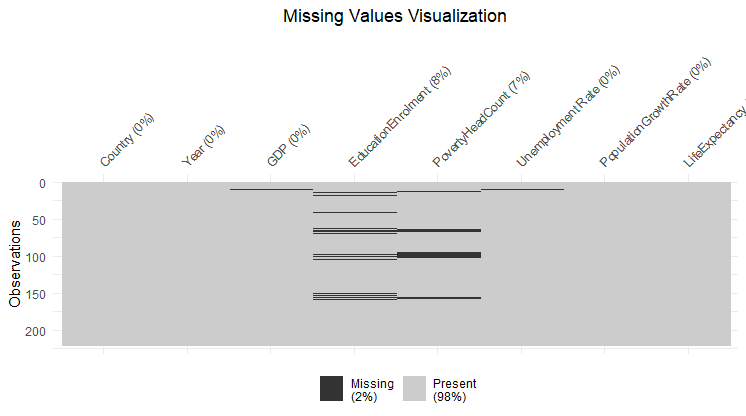 Missing Values Visualization
Country (0%)
Year (0%)
GDP (0%)
EducationEnrolment (8%)
PovertyHeadCount (7%)
UnemploymentRate (0%)
PopulationGrowthRate (0%)
LifeExpectancy
Observations
0
50
100
150
200
Missing
(2%)
Present
(98%)